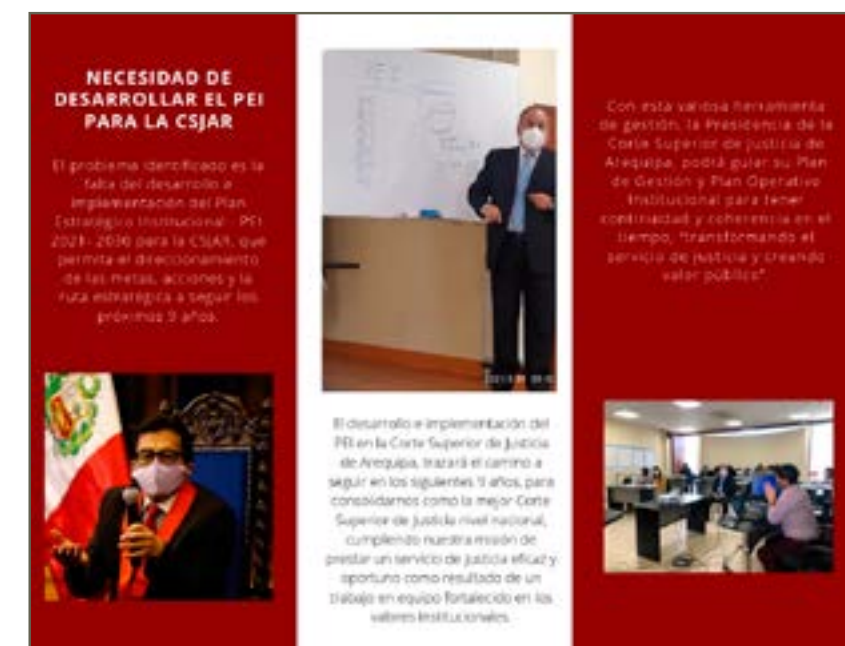 NECESIDAD DE
DESARROLLAR EL PEI
PARA LA CSJAR
El problema identificado es la
falta del desarrollo e
implementación del Plan
Estratégico Institucional - PEI
2021- 2030 para la CSJAR, que
permita el direccionamiento
de las metas, acciones y la
ruta estratégica a seguir los
próximos 9 años.
El desarrollo e implementación del
PEI en la Corte Superior de Justicia
de Arequipa, trazará el camino a
seguir en los siguientes 9 años, para
consolidarnos como la mejor Corte
Superior de Justicia nivel nacional,
cumpliendo nuestra misión de
prestar un servicio de justicia eficaz y
oportuno como resultado de un
trabajo en equipo fortalecido en los
valores institucionales.
Con esta valiosa herramienta
de gestión, la Presidencia de la
Corte Superior de Justicia de
Arequipa, podrá guiar su Plan
de Gestión y Plan Operativo
Institucional para tener
continuidad y coherencia en el
tiempo, "transformando el
servicio de justicia y creando
valor público"